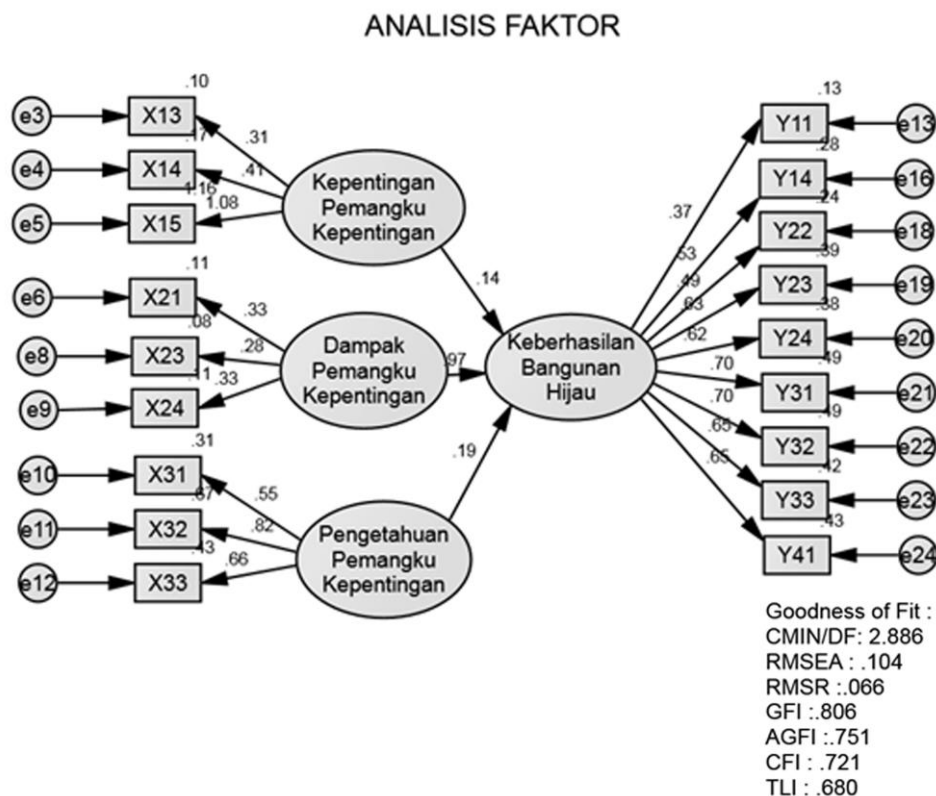 ANALISIS FAKTOR
.10
e3
X13
.31
.17
e4
X14
.41
1.16
e5
X15
1.08
Kepentingan
Pemangku
Kepentingan
.14
.11
e6
X21
.33
.08
e8
X23
.28
.11
e9
X24
.33
Dampak
Pemangku
Kepentingan
.97
.31
e10
X31
.55
.67
e11
X32
.82
.43
e12
X33
.66
Pengetahuan
Pemangku
Kepentingan
.19
Keberhasilan
Bangunan
Hijau
.13
.37
Y11
e13
.28
.53
Y14
e16
.24
.49
Y22
e18
.39
.63
Y23
e19
.38
.62
Y24
e20
.49
.70
Y31
e21
.49
.70
Y32
e22
.42
.65
Y33
e23
.43
.65
Y41
e24
Goodness of Fit :
CMIN/DF: 2.886
RMSEA : .104
RMSR :.066
GFI :.806
AGFI :.751
CFI : .721
TLI : .680